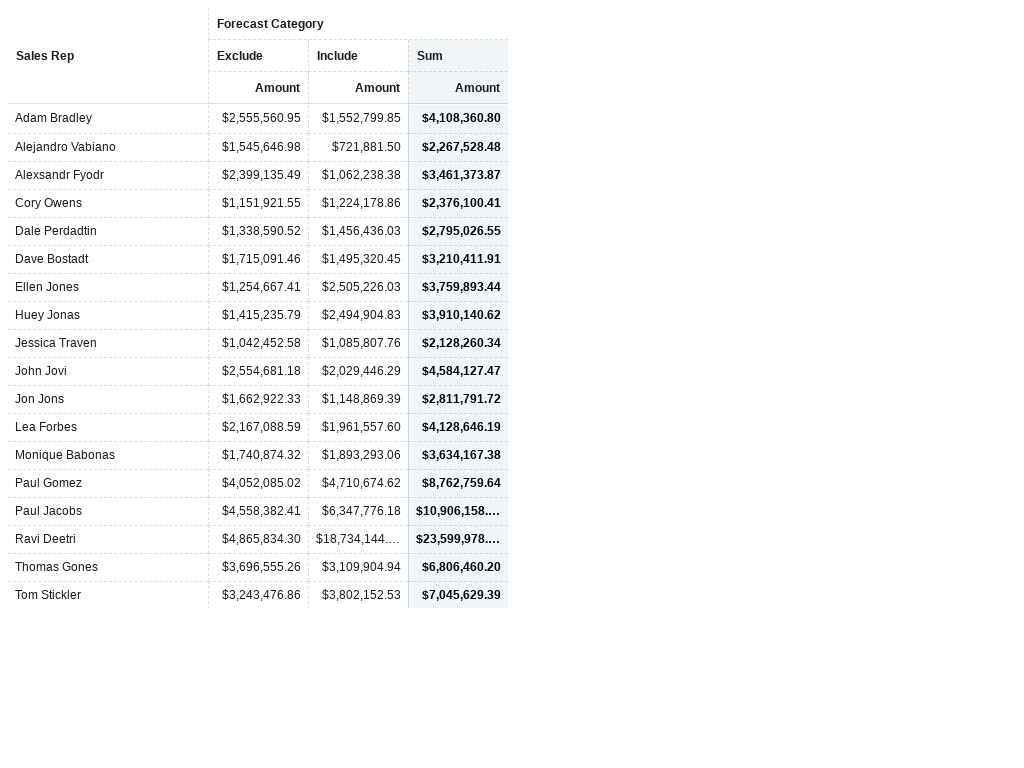 Forecast Category
Sales Rep Exclude Include Sum
Amount Amount Amount
Adam Bradley $2,555,560.95 $1,552,799.85 $4,108,360.80
Alejandro Vabiano $1,545,646.98 $721,881.50 $2,267,528.48
Alexsandr Fyodr $2,399,135.49 $1,062,238.38 $3,461,373.87
Cory Owens $1,151,921.55 $1,224,178.86 $2,376,100.41
Dale Perdadtin $1,338,590.52 $1,456,436.03 $2,795,026.55
Dave Bostadt $1,715,091.46 $1,495,320.45 $3,210,411.91
Ellen Jones $1,254,667.41 $2,505,226.03 $3,759,893.44
Huey Jonas $1,415,235.79 $2,494,904.83 $3,910,140.62
Jessica Traven $1,042,452.58 $1,085,807.76 $2,128,260.34
John Jovi $2,554,681.18 $2,029,446.29 $4,584,127.47
Jon Jons $1,662,922.33 $1,148,869.39 $2,811,791.72
Lea Forbes $2,167,088.59 $1,961,557.60 $4,128,646.19
Monique Babonas $1,740,874.32 $1,893,293.06 $3,634,167.38
Paul Gomez $4,052,085.02 $4,710,674.62 $8,762,759.64
Paul Jacobs $4,558,382.41 $6,347,776.18 $10,906,158.…
Ravi Deetri $4,865,834.30 $18,734,144.… $23,599,978.…
Thomas Gones $3,696,555.26 $3,109,904.94 $6,806,460.20
Tom Stickler $3,243,476.86 $3,802,152.53 $7,045,629.39